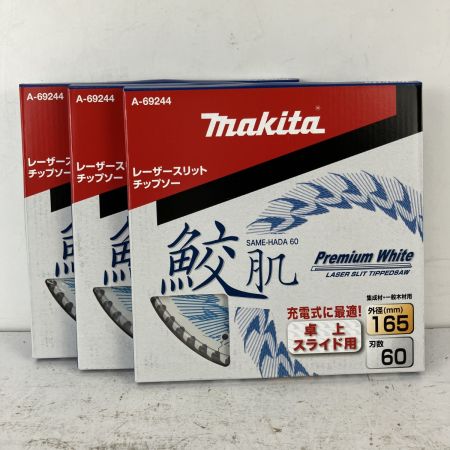 A-69244
A-69244
A-69244
makita
レーザースリット
チップソー
レーザース
チップソー
レーザース
チップソー
鮫肌
SAME-HADA 60
Premium White
LASER SLIT TIPPEDSAW
充電式に最適!
卓上
スライド用
集成材・一般木材用
外径(mm)
165
刃数
60